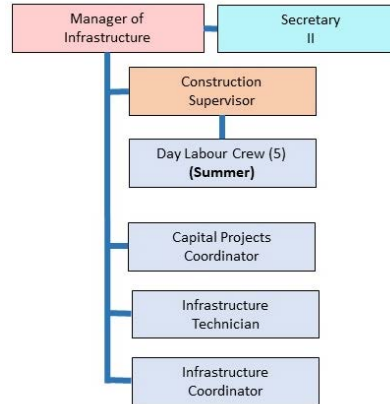 Manager of
Infrastructure
Secretary
II
Construction
Supervisor
Day Labour Crew (5)
(Summer)
Capital Projects
Coordinator
Infrastructure
Technician
Infrastructure
Coordinator